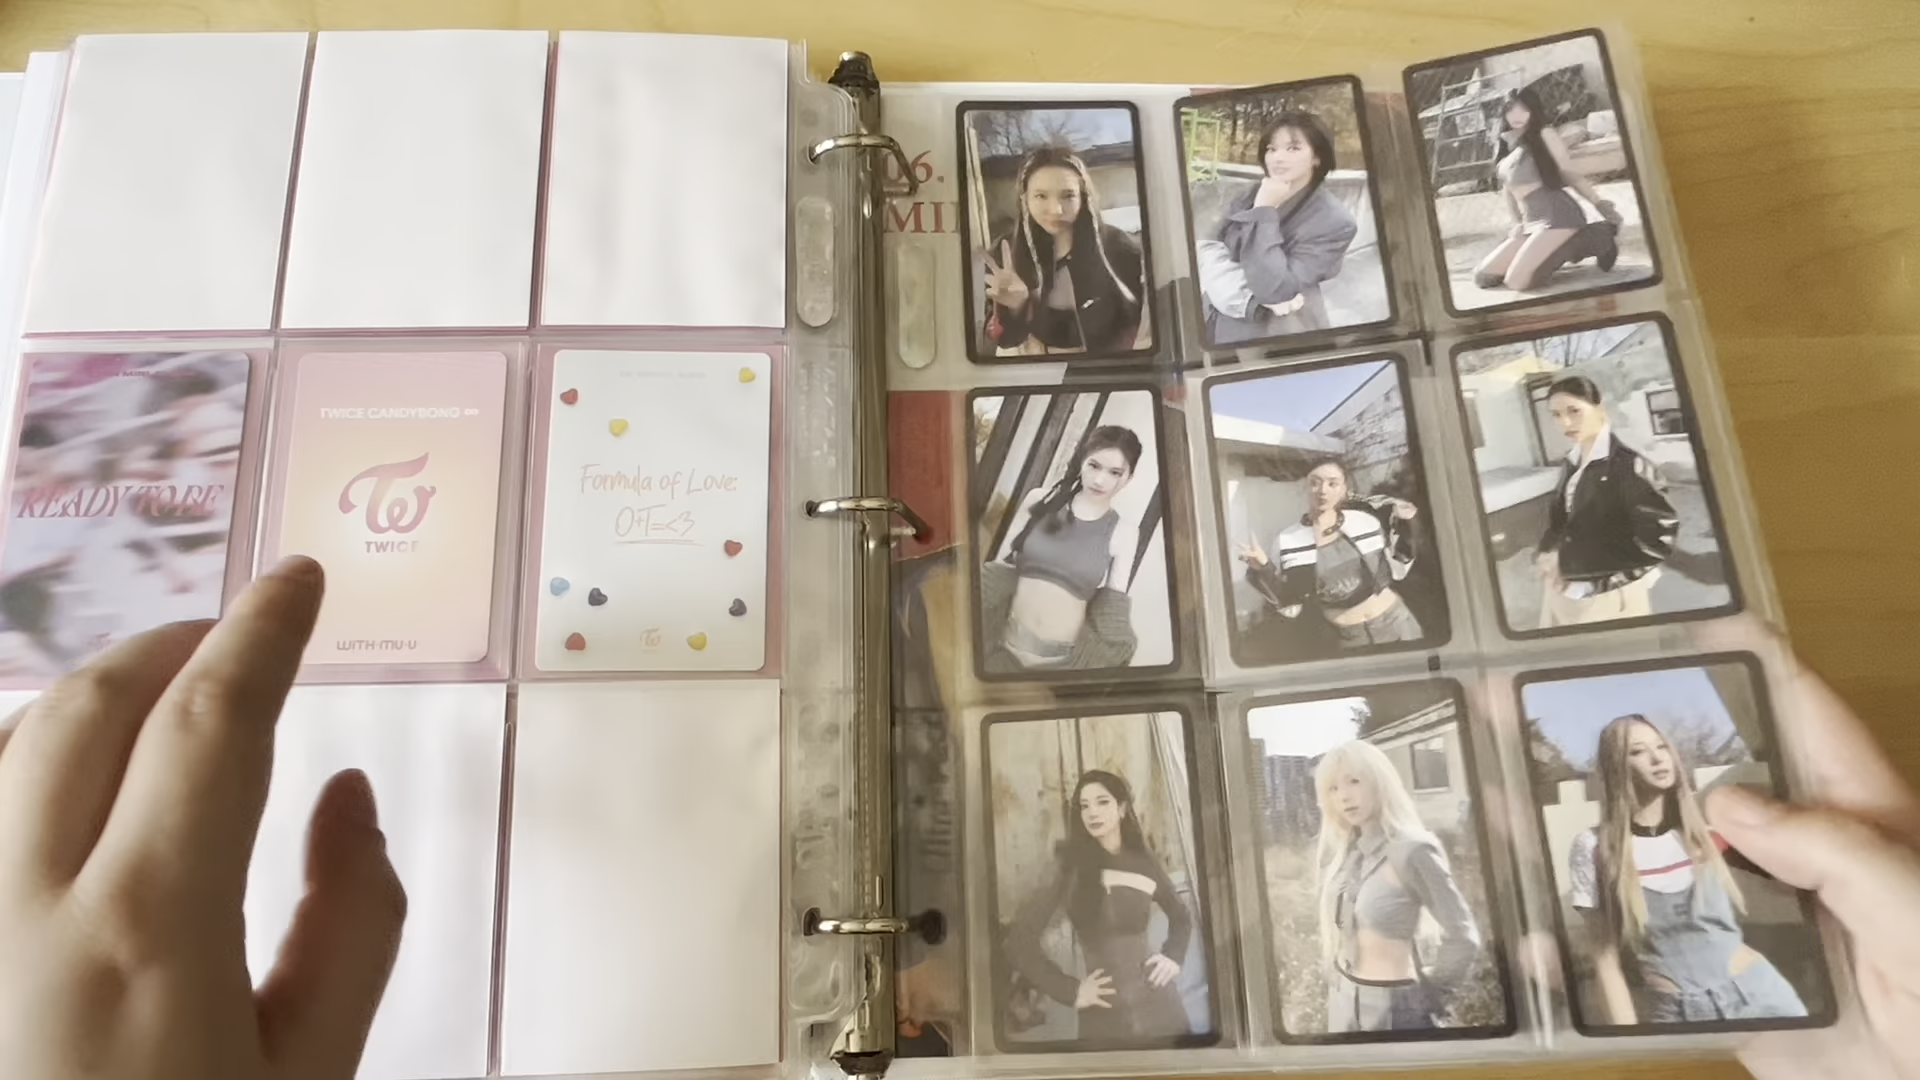 READY TO BE
TWICE CANDYBONG ∞
TWICE
WITH·MU·U
Formula of Love:
O+T=<3
06.
MI